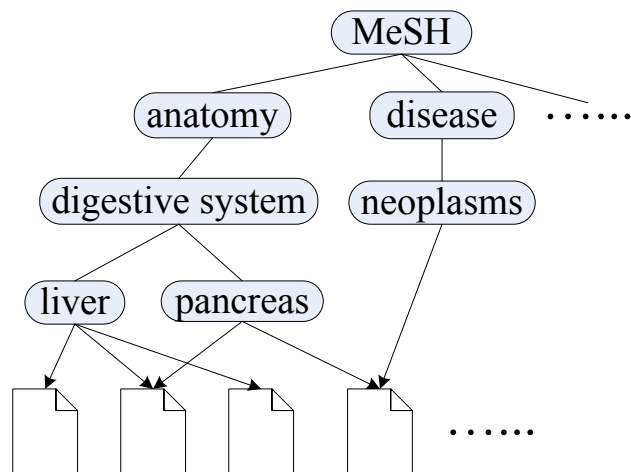 MeSH
anatomy disease ......
digestive system neoplasms
liver pancreas
......